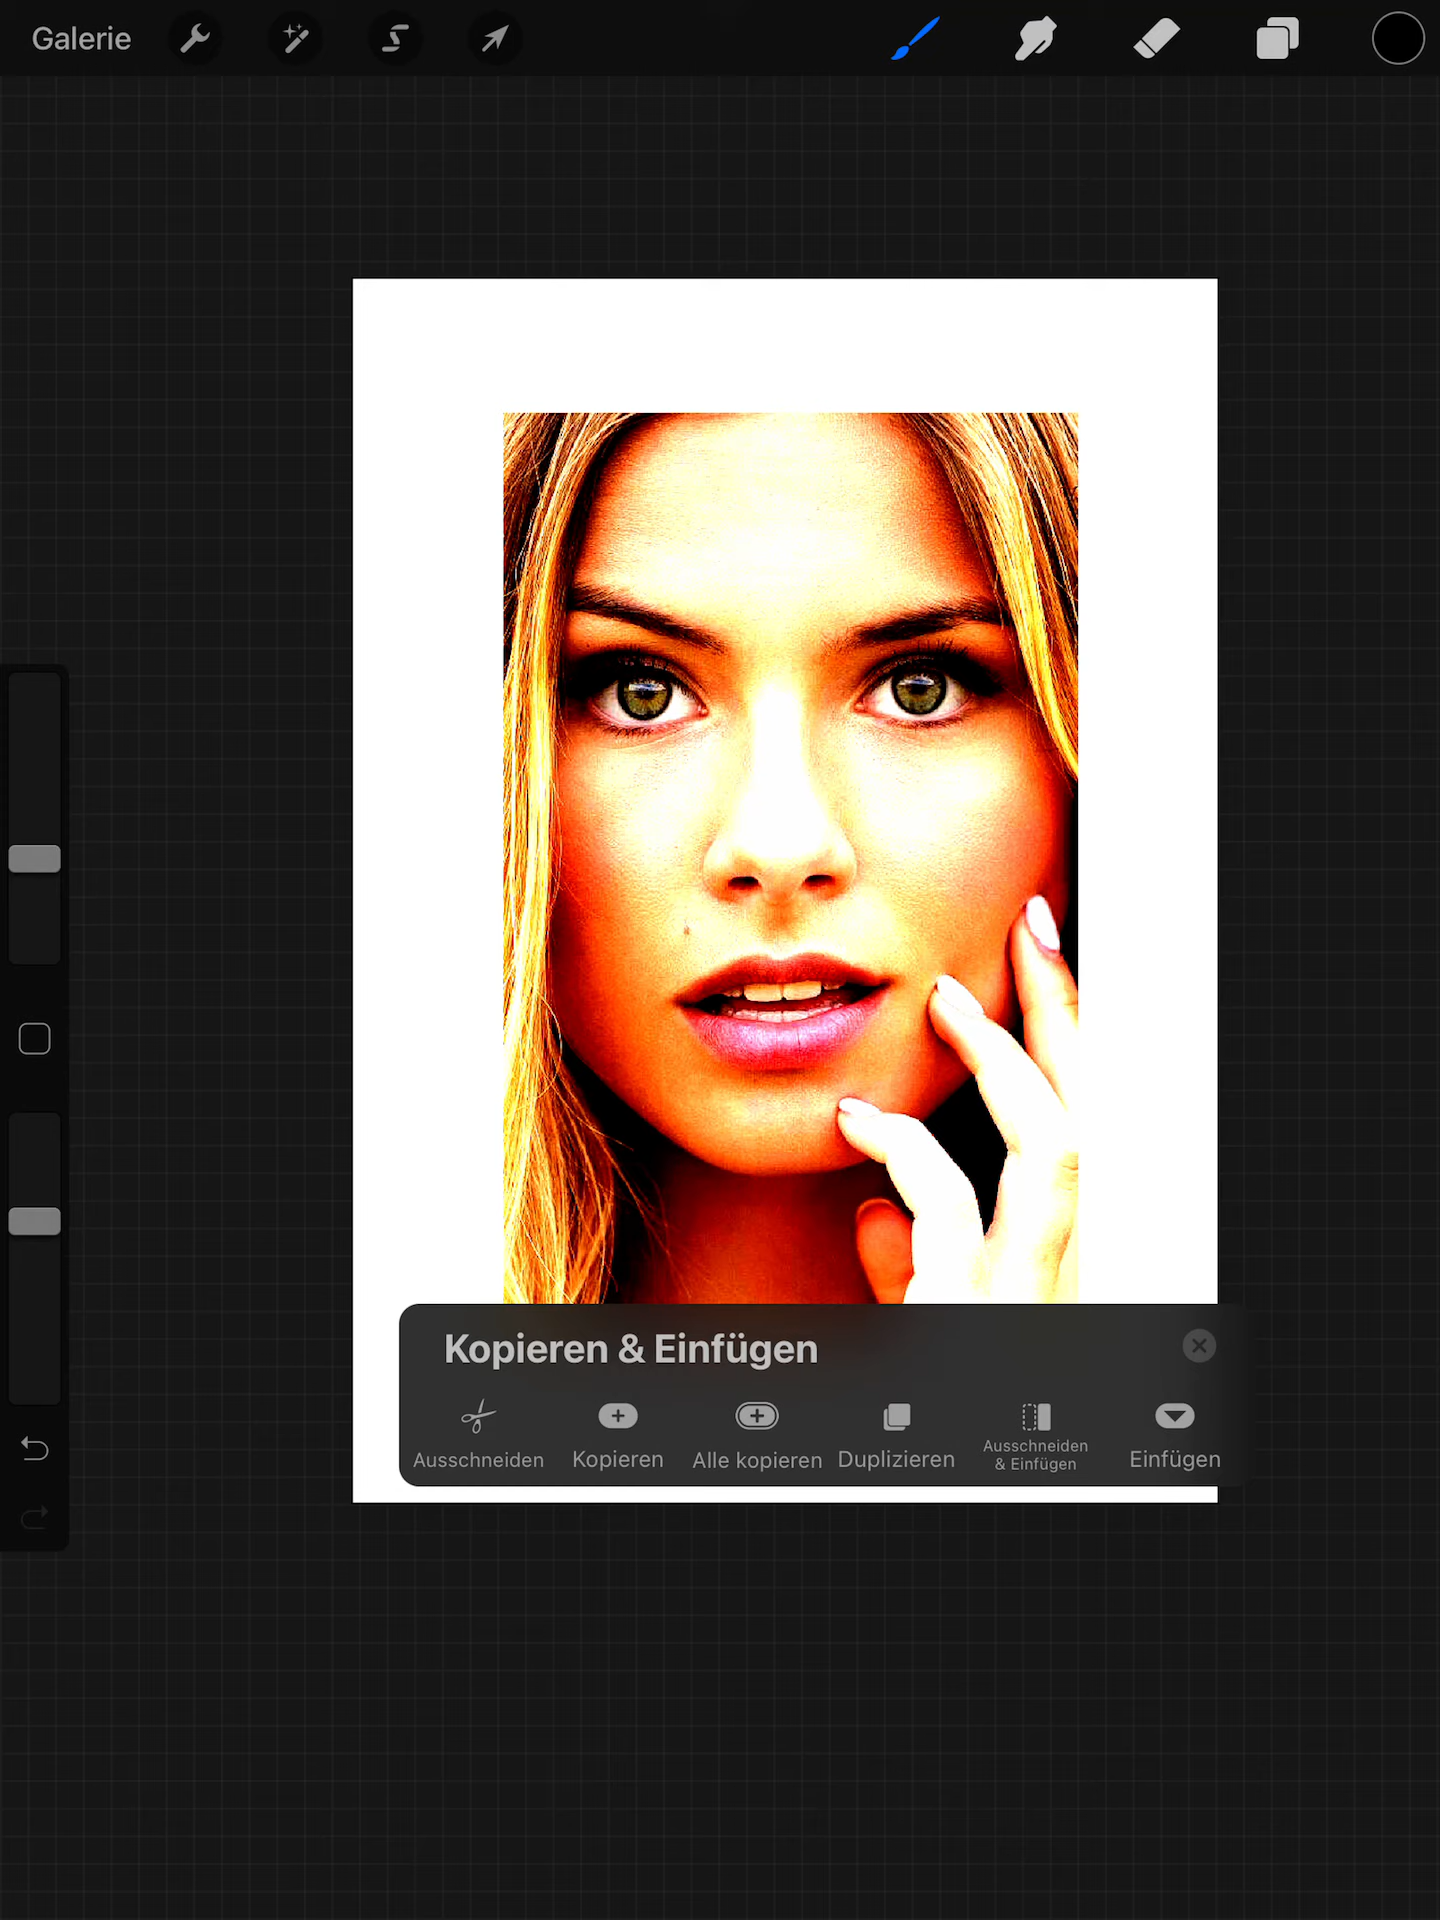 Galerie
Kopieren & Einfügen
Ausschneiden
Kopieren
Alle kopieren
Duplizieren
Ausschneiden
& Einfügen
Einfügen